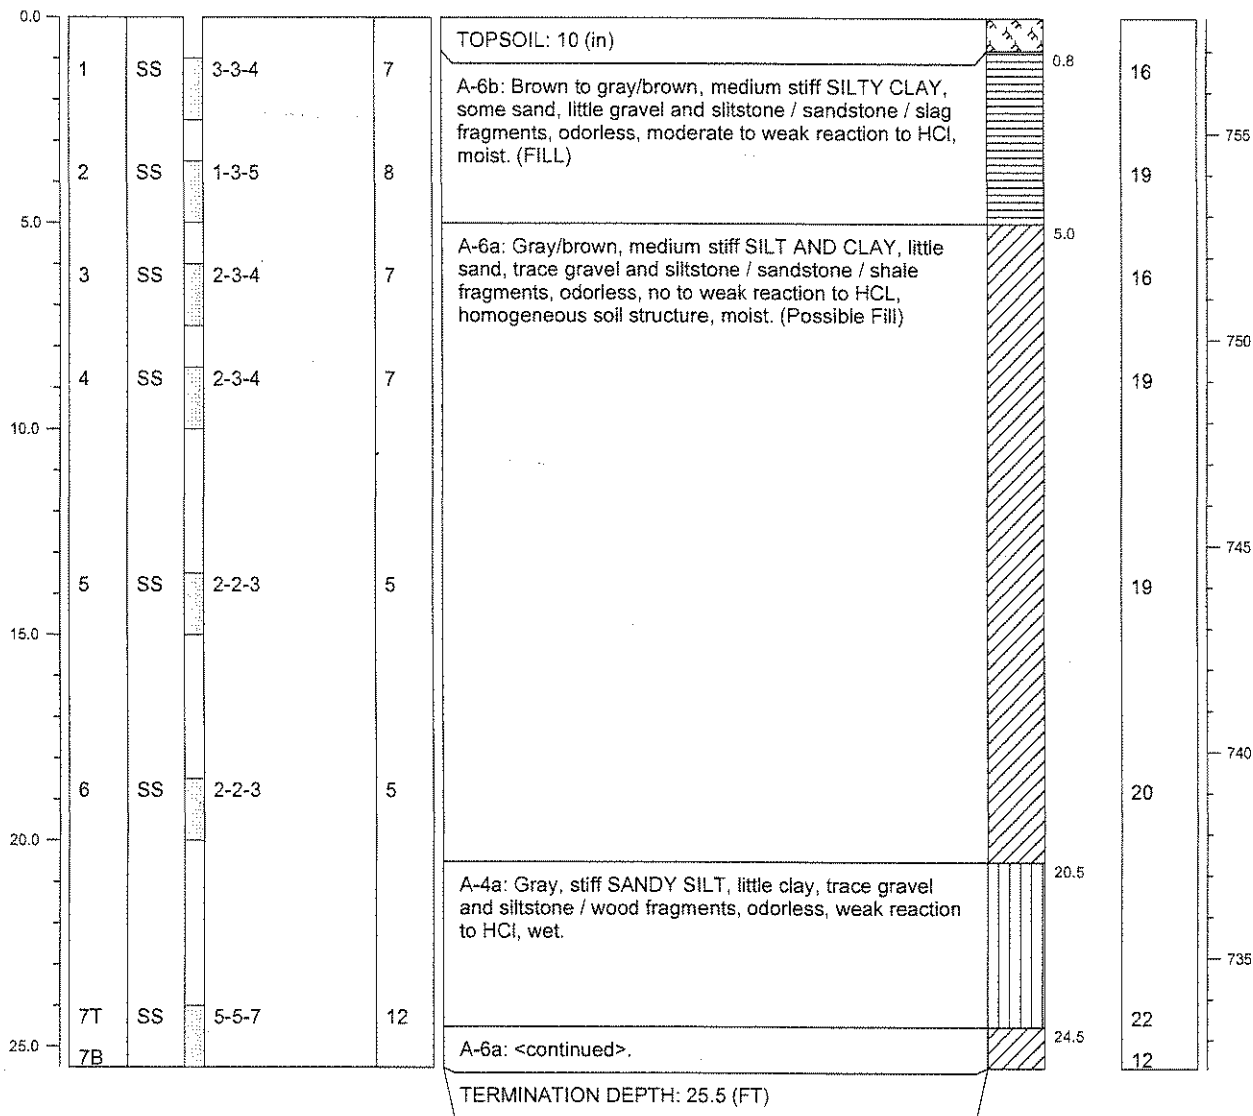 0.0
TOPSOIL: 10 (in)
0.8
1 SS 3-3-4 7
16
A-6b: Brown to gray/brown, medium stiff SILTY CLAY,
some sand, little gravel and slitstone / sandstone / slag
fragments, odorless, moderate to weak reaction to HCl,
moist. (FILL)
755
2 SS 1-3-5 8
19
5.0
5.0
A-6a: Gray/brown, medium stiff SILT AND CLAY, little
sand, trace gravel and siltstone / sandstone / shale
fragments, odorless, no to weak reaction to HCL,
homogeneous soil structure, moist. (Possible Fill)
3 SS 2-3-4 7
16
750
4 SS 2-3-4 7
19
10.0
745
5 SS 2-2-3 5
19
15.0
740
6 SS 2-2-3 5
20
20.0
20.5
A-4a: Gray, stiff SANDY SILT, little clay, trace gravel
and siltstone / wood fragments, odorless, weak reaction
to HCl, wet.
735
7T SS 5-5-7 12
22
24.5
25.0
7B
A-6a: <continued>.
12
TERMINATION DEPTH: 25.5 (FT)